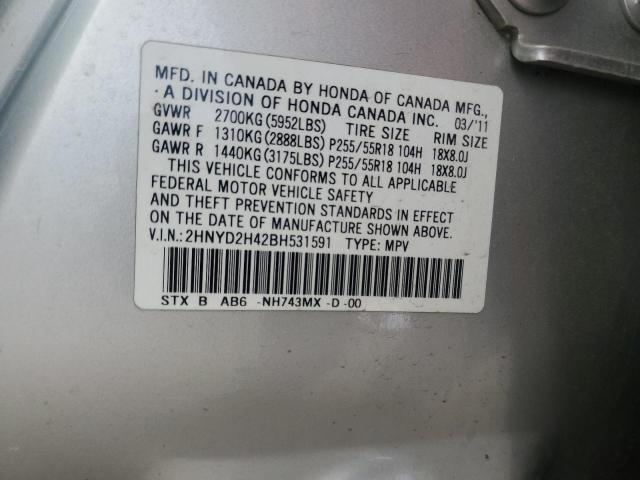 MFD. IN CANADA BY HONDA OF CANADA MFG.,
· A DIVISION OF HONDA CANADA INC. 03/'11
GVWR 2700KG(5952LBS) TIRE SIZE RIM SIZE
GAWR F 1310KG(2888LBS) P255/55R18 104H 18X8.0J
GAWR R 1440KG(3175LBS) P255/55R18 104H 18X8.0J
THIS VEHICLE CONFORMS TO ALL APPLICABLE
FEDERAL MOTOR VEHICLE SAFETY
AND THEFT PREVENTION STANDARDS IN EFFECT
ON THE DATE OF MANUFACTURE SHOWN ABOVE.
V.I.N.:2HNYD2H42BH531591 TYPE: MPV
STX B AB6 -NH743MX -D -00